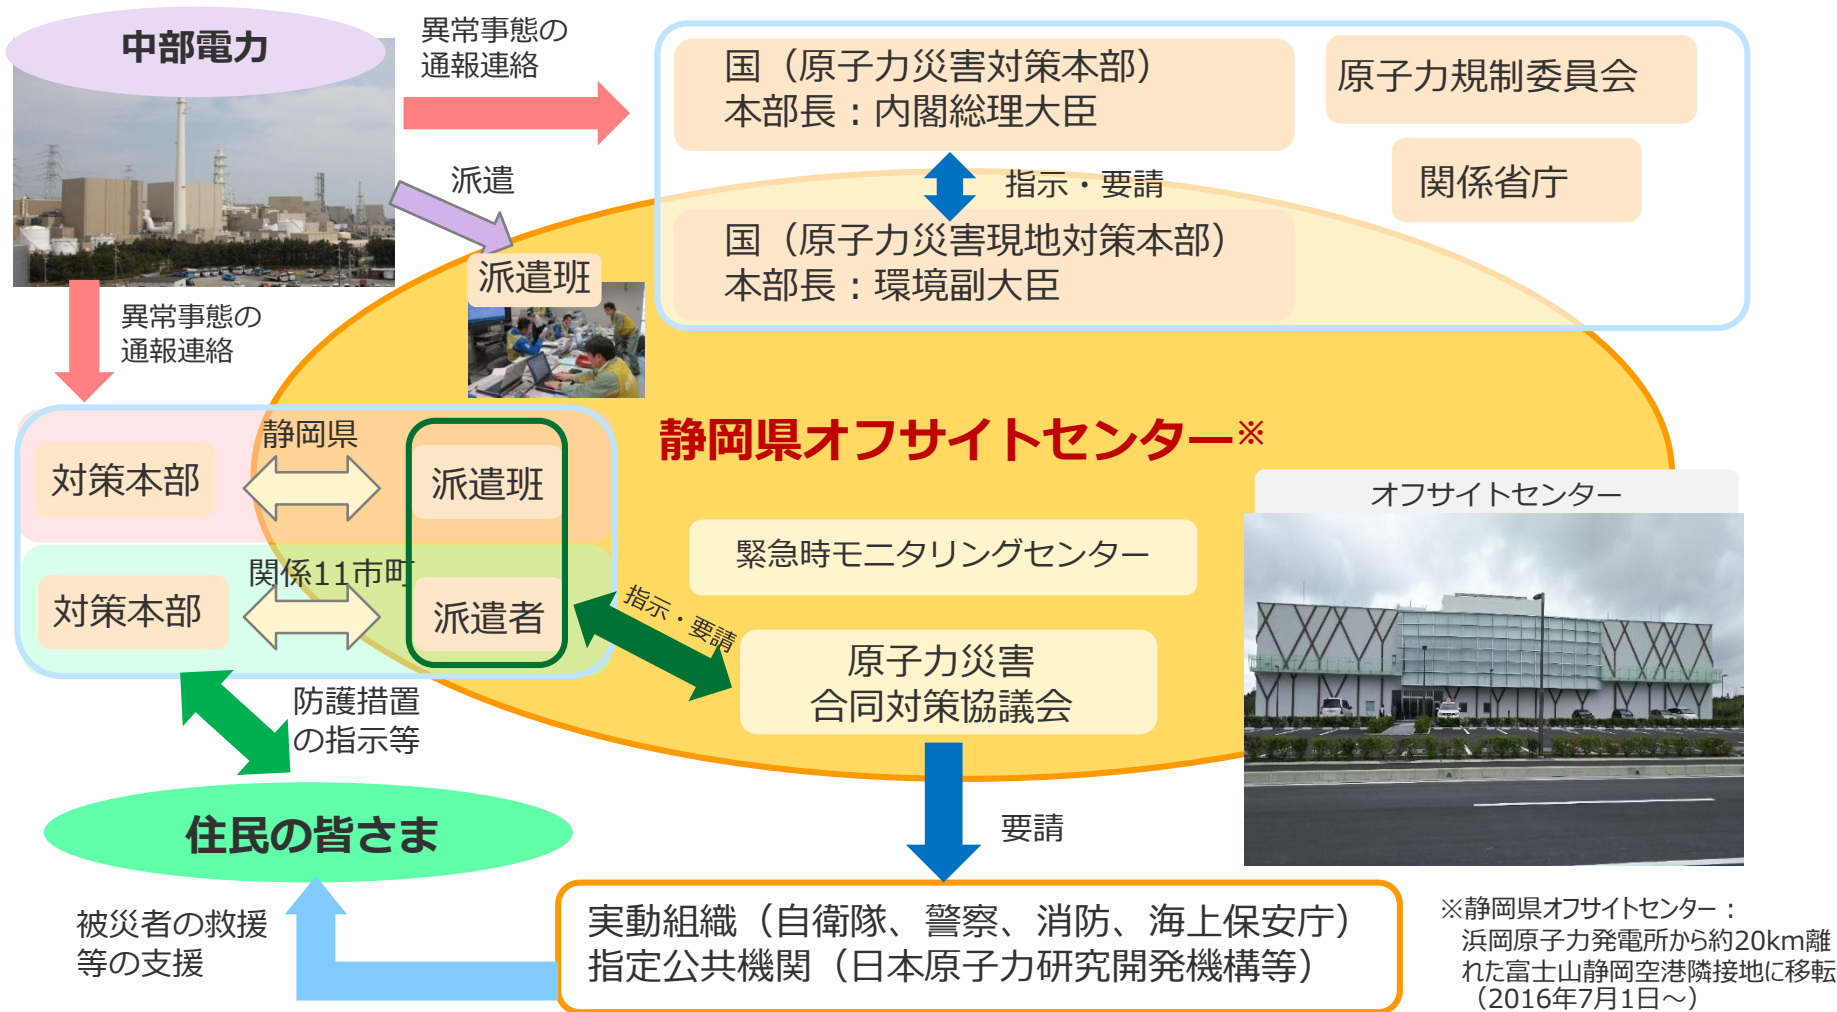 中部電力
異常事態の
通報連絡
国（原子力災害対策本部）
本部長：内閣総理大臣
原子力規制委員会
関係省庁
派遣
指示・要請
国（原子力災害現地対策本部）
本部長：環境副大臣
派遣班
異常事態の
通報連絡
静岡県オフサイトセンター※
静岡県
対策本部
派遣班
関係11市町
対策本部
派遣者
指示・要請
緊急時モニタリングセンター
原子力災害
合同対策協議会
オフサイトセンター
防護措置
の指示等
住民の皆さま
要請
被災者の救援
等の支援
実動組織（自衛隊、警察、消防、海上保安庁）
指定公共機関（日本原子力研究開発機構等）
※静岡県オフサイトセンター：
浜岡原子力発電所から約20km離
れた富士山静岡空港隣接地に移転
（2016年7月1日～）